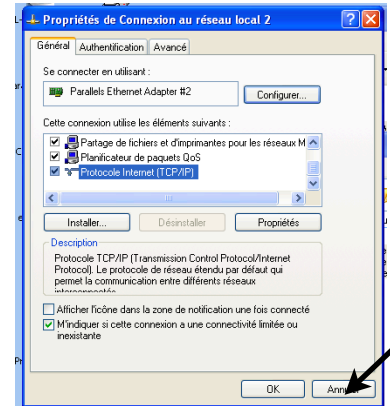 Propriétés de Connexion au réseau local 2
Général Authentification Avancé
Se connecter en utilisant :
Parallels Ethernet Adapter #2
Configurer...
Cette connexion utilise les éléments suivants :
Partage de fichiers et d'imprimantes pour les réseaux M
Planificateur de paquets QoS
Protocole Internet (TCP/IP)
Installer... Désinstaller Propriétés
Description
Protocole TCP/IP (Transmission Control Protocol/Internet
Protocol). Le protocole de réseau étendu par défaut qui
permet la communication entre différents réseaux
interconnectés
Afficher l'icône dans la zone de notification une fois connecté
M'indiquer si cette connexion a une connectivité limitée ou
inexistante
OK